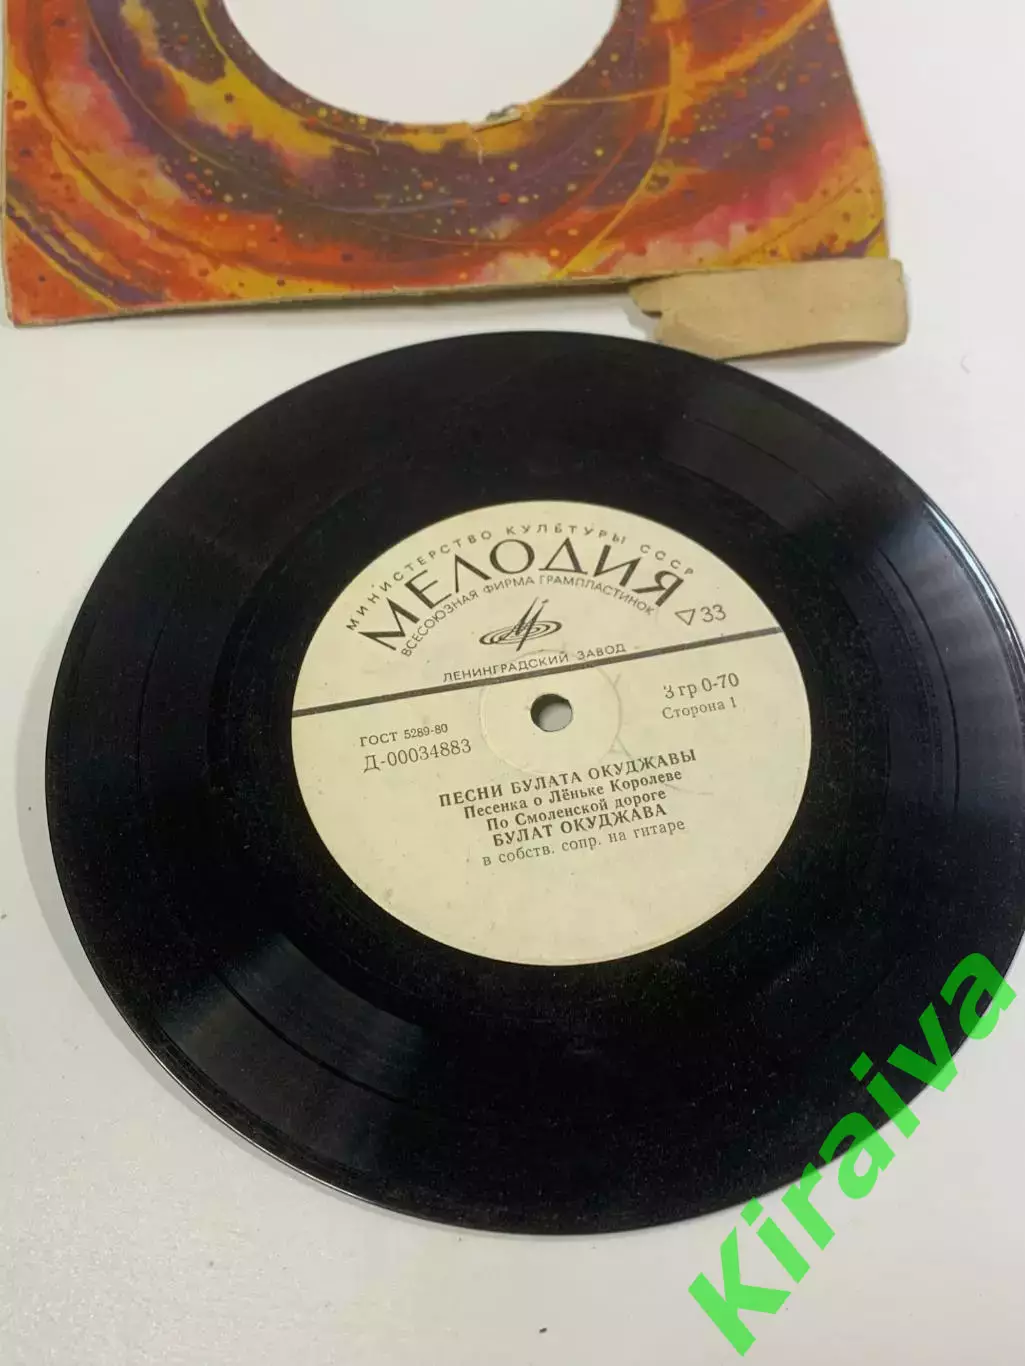 МИНИСТЕРСТВО КУЛЬТУРЫ СССР
МЕЛОДИЯ
ВСЕСОЮЗНАЯ ФИРМА ГРАМПЛАСТИНОК
▽33
ЛЕНИНГРАДСКИЙ ЗАВОД
ГОСТ 5289-80
Д-00034883
3 гр 0-70
Сторона 1
ПЕСНИ БУЛАТА ОКУДЖАВЫ
Песенка о Лёньке Королеве
По Смоленской дороге
БУЛАТ ОКУДЖАВА
в собств. сопр. на гитаре
Kiraiva